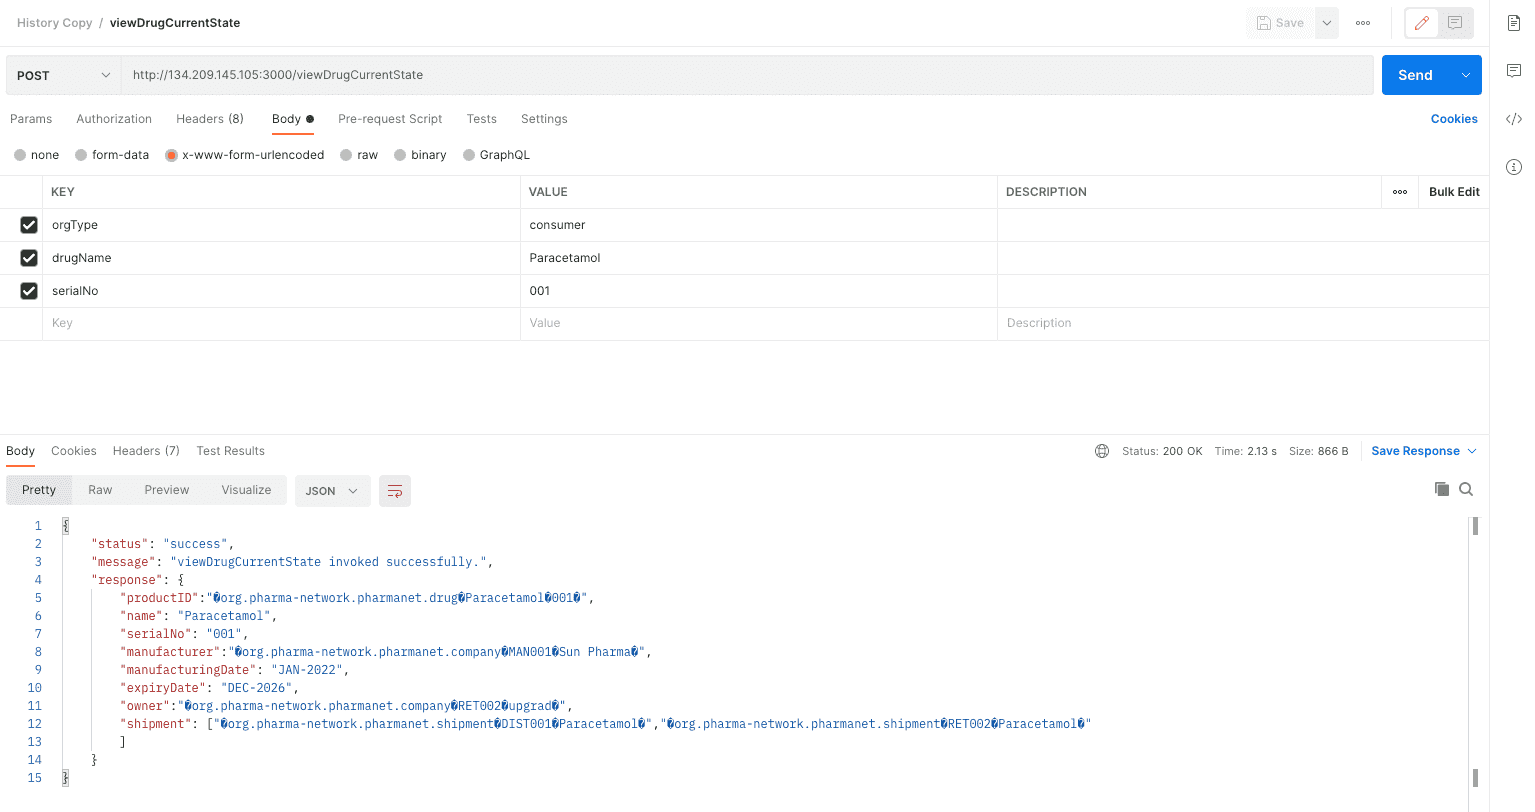 History Copy / viewDrugCurrentState
Save
POST
http://134.209.145.105:3000/viewDrugCurrentState
Send
Params Authorization Headers (8) Body Pre-request Script Tests Settings
Cookies
none form-data x-www-form-urlencoded raw binary GraphQL
KEY VALUE DESCRIPTION Bulk Edit
orgType consumer
drugName Paracetamol
serialNo 001
Key Value Description
Body Cookies Headers (7) Test Results
Status: 200 OK Time: 2.13 s Size: 866 B Save Response
Pretty Raw Preview Visualize JSON
1 {
2 "status": "success",
3 "message": "viewDrugCurrentState invoked successfully.",
4 "response": {
5 "productID":"�org.pharma-network.pharmanet.drug�Paracetamol�001�",
6 "name": "Paracetamol",
7 "serialNo": "001",
8 "manufacturer":"�org.pharma-network.pharmanet.company�MAN001�Sun Pharma�",
9 "manufacturingDate": "JAN-2022",
10 "expiryDate": "DEC-2026",
11 "owner":"�org.pharma-network.pharmanet.company�RET002�upgrad�",
12 "shipment": ["�org.pharma-network.pharmanet.shipment�DIST001�Paracetamol�","�org.pharma-network.pharmanet.shipment�RET002�Paracetamol�"
13 ]
14 }
15 }